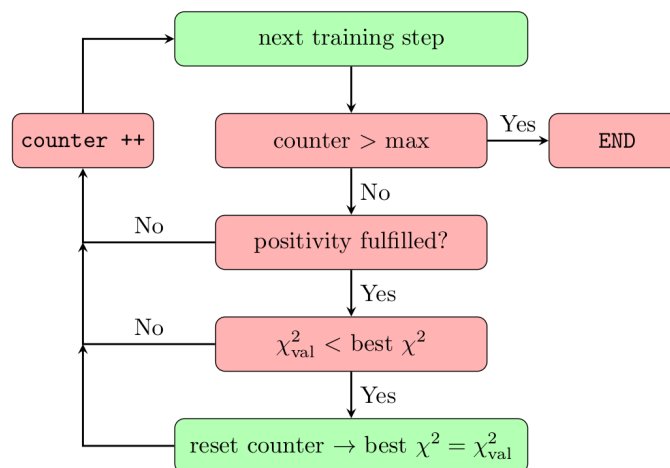 next training step
counter ++
counter > max
Yes
END
No
No
positivity fulfilled?
Yes
No
χ²_val < best χ²
Yes
reset counter → best χ² = χ²_val